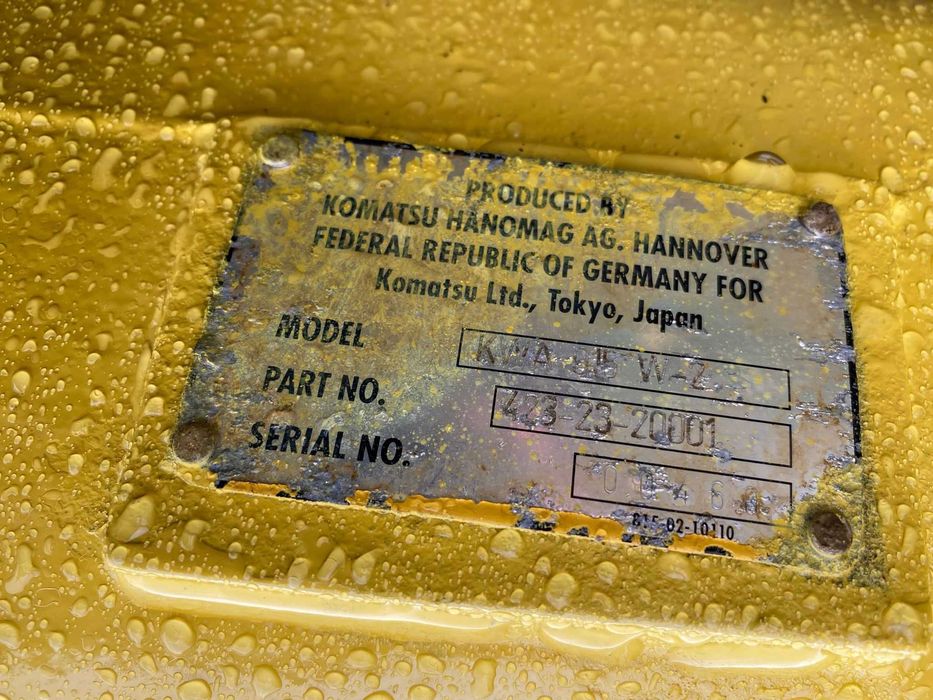 PRODUCED BY
KOMATSU HANOMAG AG. HANNOVER
FEDERAL REPUBLIC OF GERMANY FOR
Komatsu Ltd., Tokyo, Japan
MODEL W-2
PART NO. 423-23-20001
SERIAL NO.